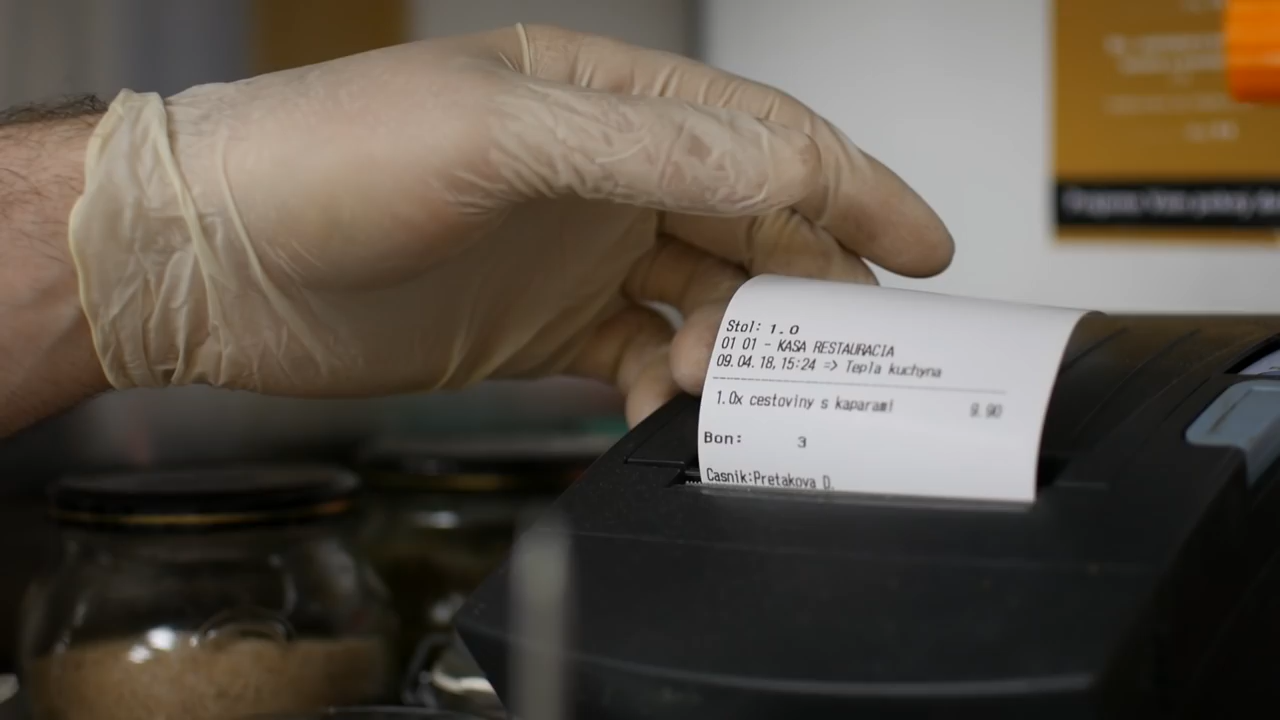 Stol: 1.0
01 01 - KASA RESTAURACIA
09.04.18,15:24 => Tepla kuchyna
1.0x cestoviny s kaparami 9.90
Bon: 3
Casnik:Pretakova D.